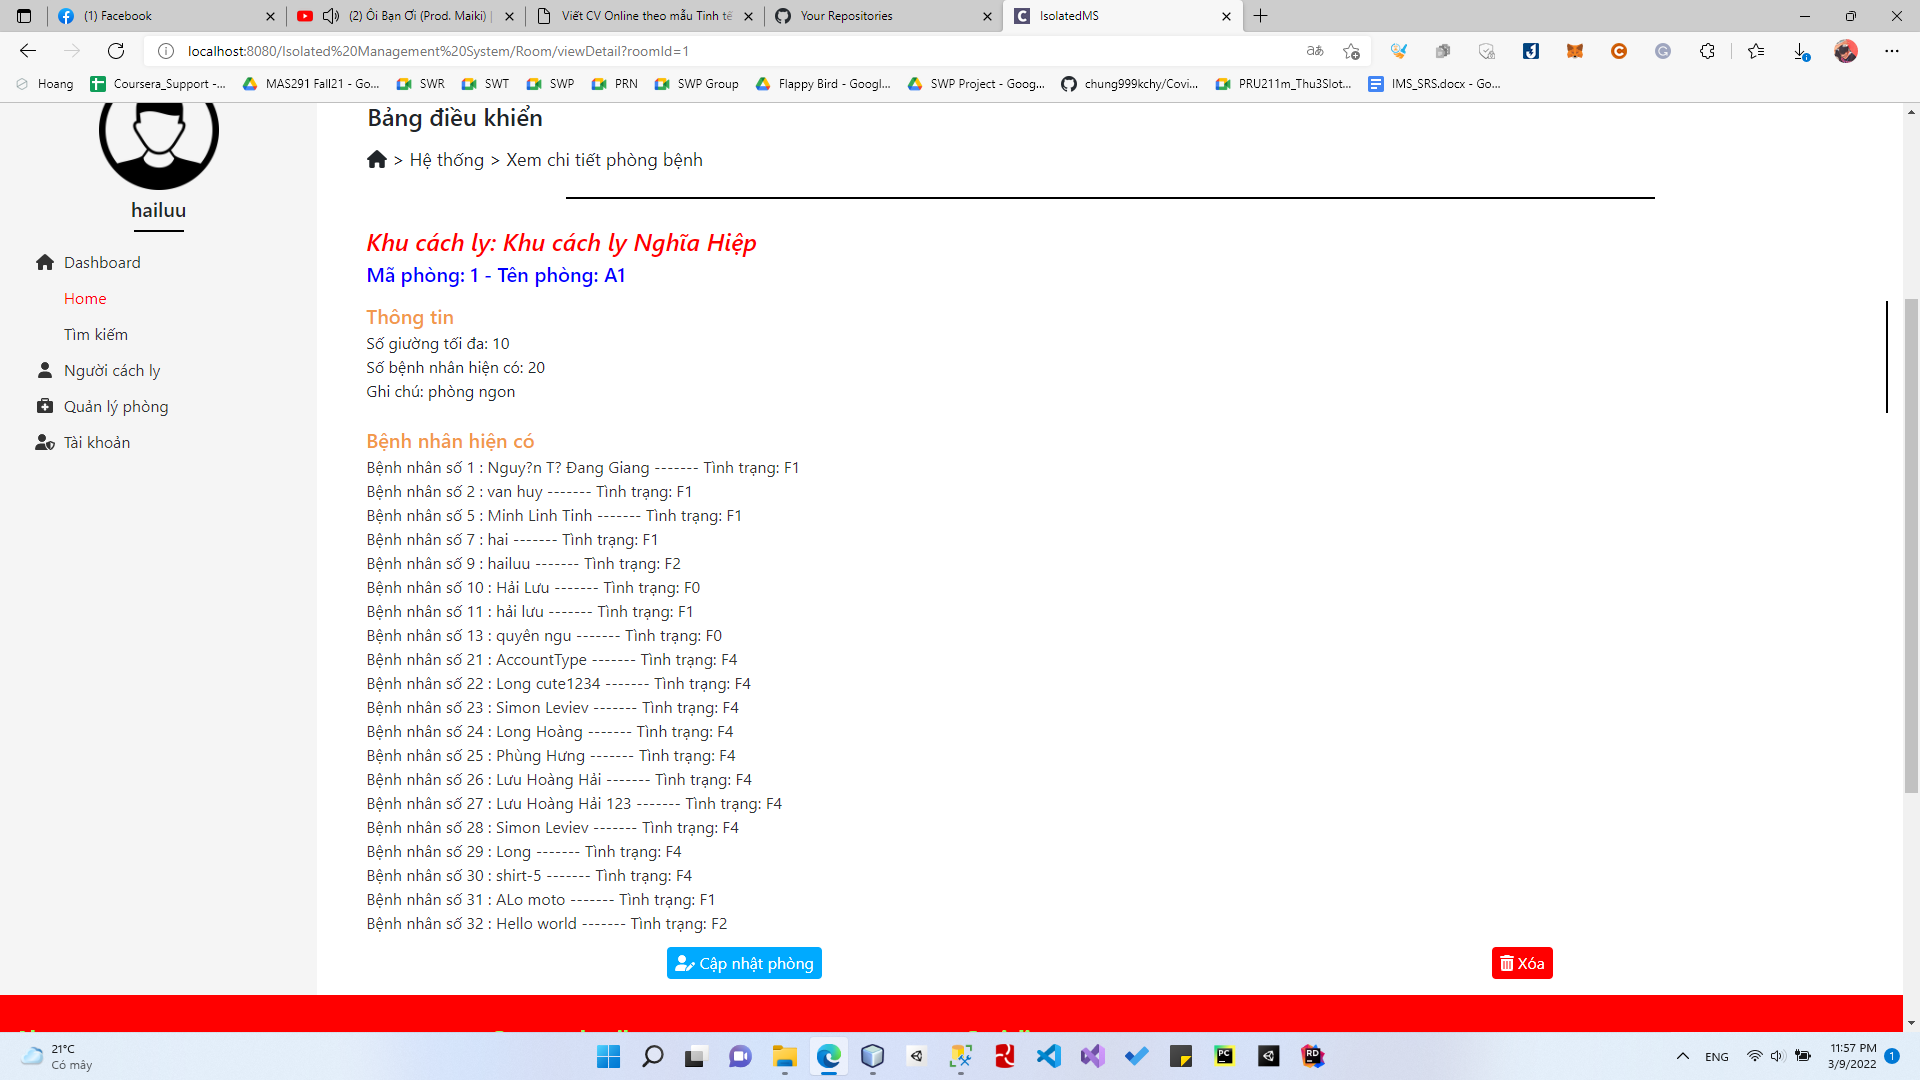 (1) Facebook
(2) Ôi Bạn Ơi (Prod. Maiki) |
Viết CV Online theo mẫu Tinh tế
Your Repositories
IsolatedMS
localhost:8080/Isolated%20Management%20System/Room/viewDetail?roomId=1
Hoang
Coursera_Support -...
MAS291 Fall21 - Go...
SWR
SWT
SWP
PRN
SWP Group
Flappy Bird - Googl...
SWP Project - Goog...
chung999kchy/Covi...
PRU211m_Thu3Slot...
IMS_SRS.docx - Go...
hailuu
Dashboard
Home
Tìm kiếm
Người cách ly
Quản lý phòng
Tài khoản
Bảng điều khiển
> Hệ thống > Xem chi tiết phòng bệnh
Khu cách ly: Khu cách ly Nghĩa Hiệp
Mã phòng: 1 - Tên phòng: A1
Thông tin
Số giường tối đa: 10
Số bệnh nhân hiện có: 20
Ghi chú: phòng ngon
Bệnh nhân hiện có
Bệnh nhân số 1 : Nguy?n T? Đang Giang ------- Tình trạng: F1
Bệnh nhân số 2 : van huy ------- Tình trạng: F1
Bệnh nhân số 5 : Minh Linh Tinh ------- Tình trạng: F1
Bệnh nhân số 7 : hai ------- Tình trạng: F1
Bệnh nhân số 9 : hailuu ------- Tình trạng: F2
Bệnh nhân số 10 : Hải Lưu ------- Tình trạng: F0
Bệnh nhân số 11 : hải lưu ------- Tình trạng: F1
Bệnh nhân số 13 : quyên ngu ------- Tình trạng: F0
Bệnh nhân số 21 : AccountType ------- Tình trạng: F4
Bệnh nhân số 22 : Long cute1234 ------- Tình trạng: F4
Bệnh nhân số 23 : Simon Leviev ------- Tình trạng: F4
Bệnh nhân số 24 : Long Hoàng ------- Tình trạng: F4
Bệnh nhân số 25 : Phùng Hưng ------- Tình trạng: F4
Bệnh nhân số 26 : Lưu Hoàng Hải ------- Tình trạng: F4
Bệnh nhân số 27 : Lưu Hoàng Hải 123 ------- Tình trạng: F4
Bệnh nhân số 28 : Simon Leviev ------- Tình trạng: F4
Bệnh nhân số 29 : Long ------- Tình trạng: F4
Bệnh nhân số 30 : shirt-5 ------- Tình trạng: F4
Bệnh nhân số 31 : ALo moto ------- Tình trạng: F1
Bệnh nhân số 32 : Hello world ------- Tình trạng: F2
Cập nhật phòng
Xóa
21°C
Có mây
ENG
11:57 PM
3/9/2022
1